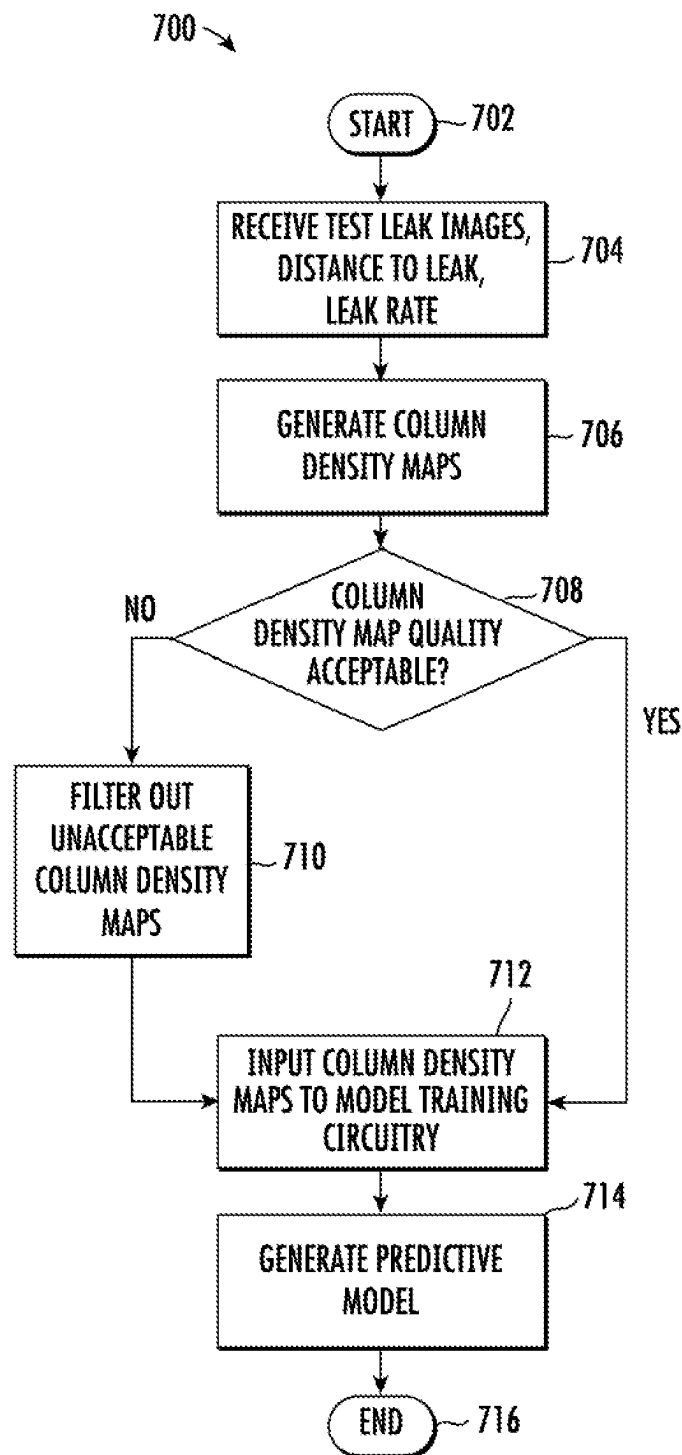 700
START
702
RECEIVE TEST LEAK IMAGES,
DISTANCE TO LEAK,
LEAK RATE
704
GENERATE COLUMN
DENSITY MAPS
706
COLUMN
DENSITY MAP QUALITY
ACCEPTABLE?
708
NO
YES
FILTER OUT
UNACCEPTABLE
COLUMN DENSITY
MAPS
710
712
INPUT COLUMN DENSITY
MAPS TO MODEL TRAINING
CIRCUITRY
714
GENERATE PREDICTIVE
MODEL
END
716